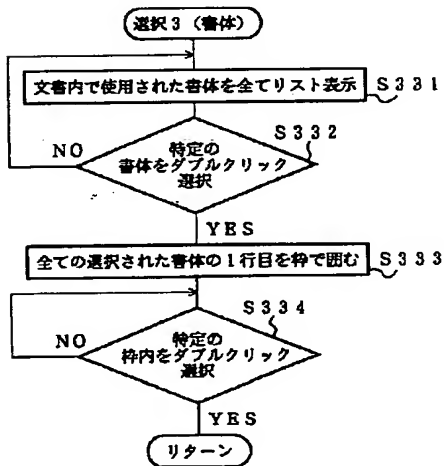 選択3（書体）
文書内で使用された書体を全てリスト表示
S331
S332
NO
特定の
書体をダブルクリック
選択
YES
全ての選択された書体の1行目を枠で囲む
S333
S334
NO
特定の
枠内をダブルクリック
選択
YES
リターン